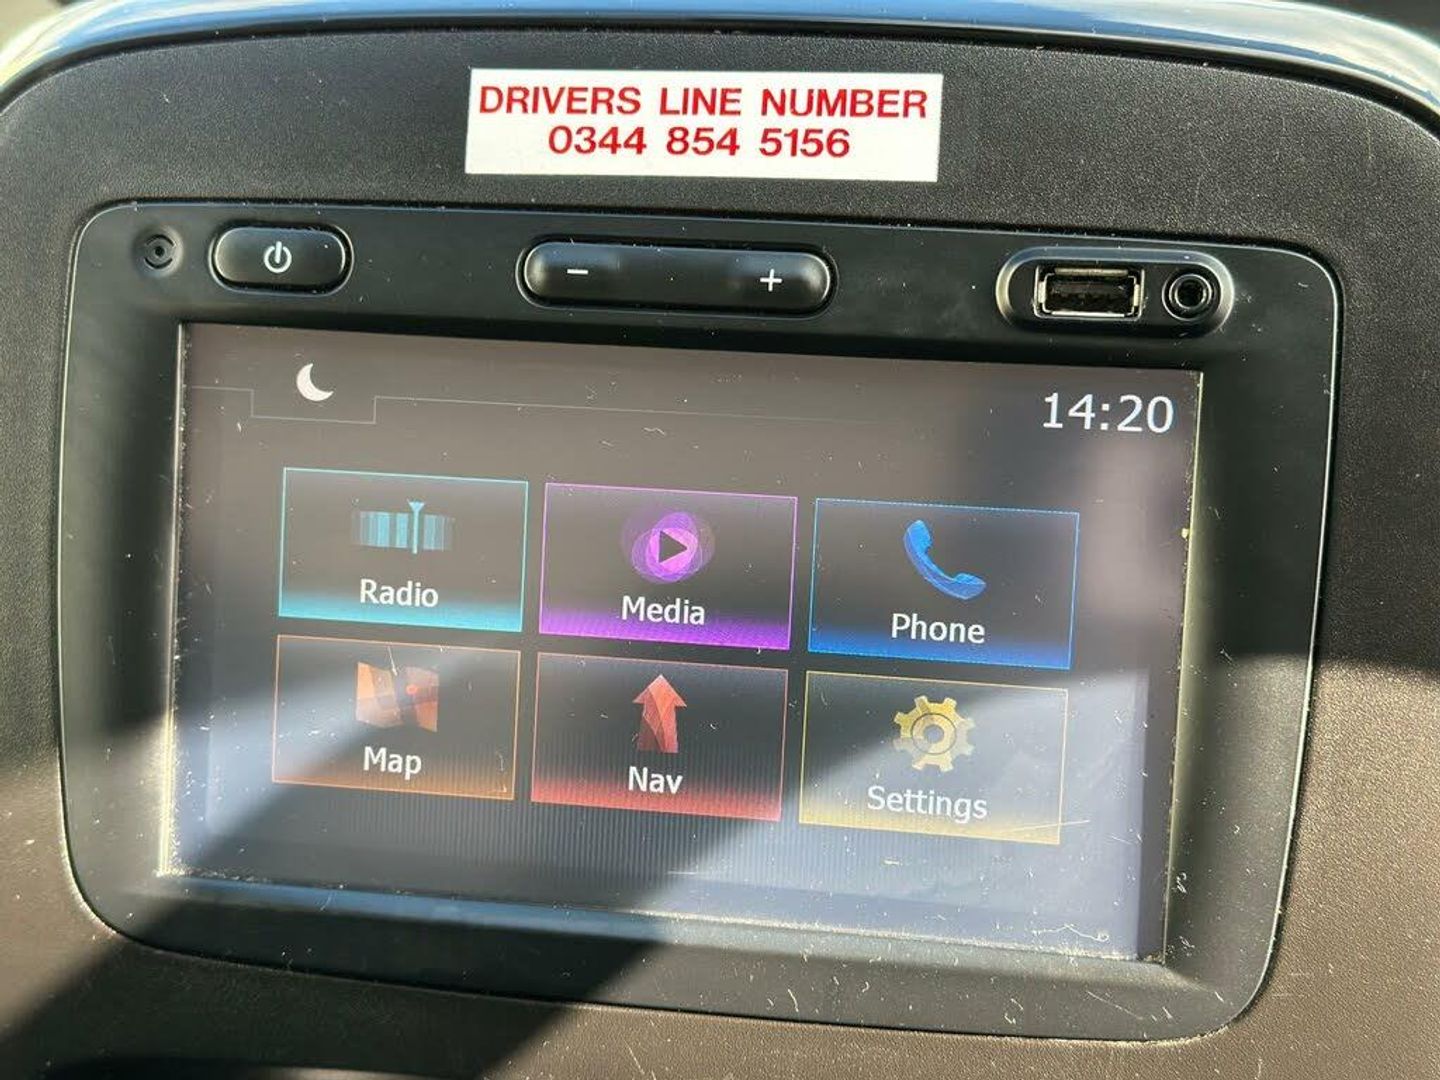 DRIVERS LINE NUMBER
0344 854 5156
− +
14:20
Radio Media Phone
Map Nav Settings